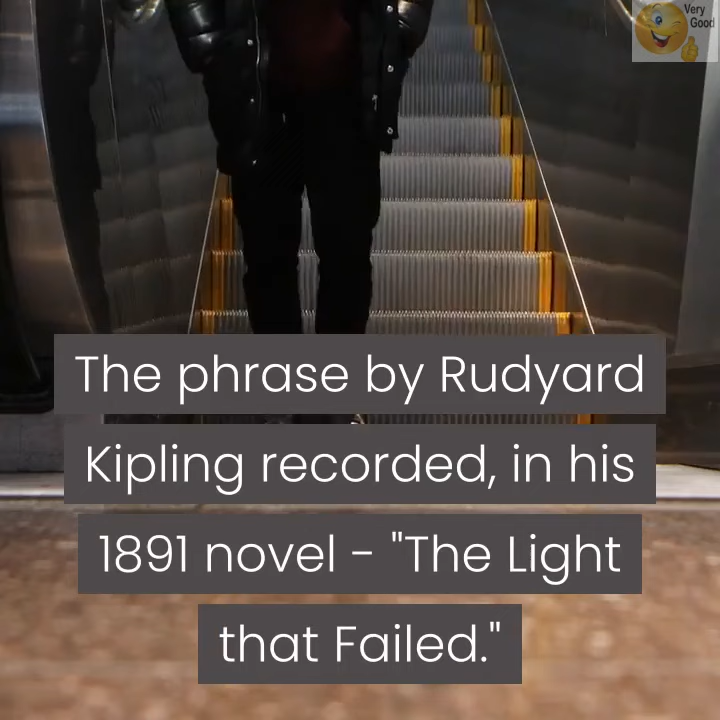 Very
Good
The phrase by Rudyard
Kipling recorded, in his
1891 novel - "The Light
that Failed."